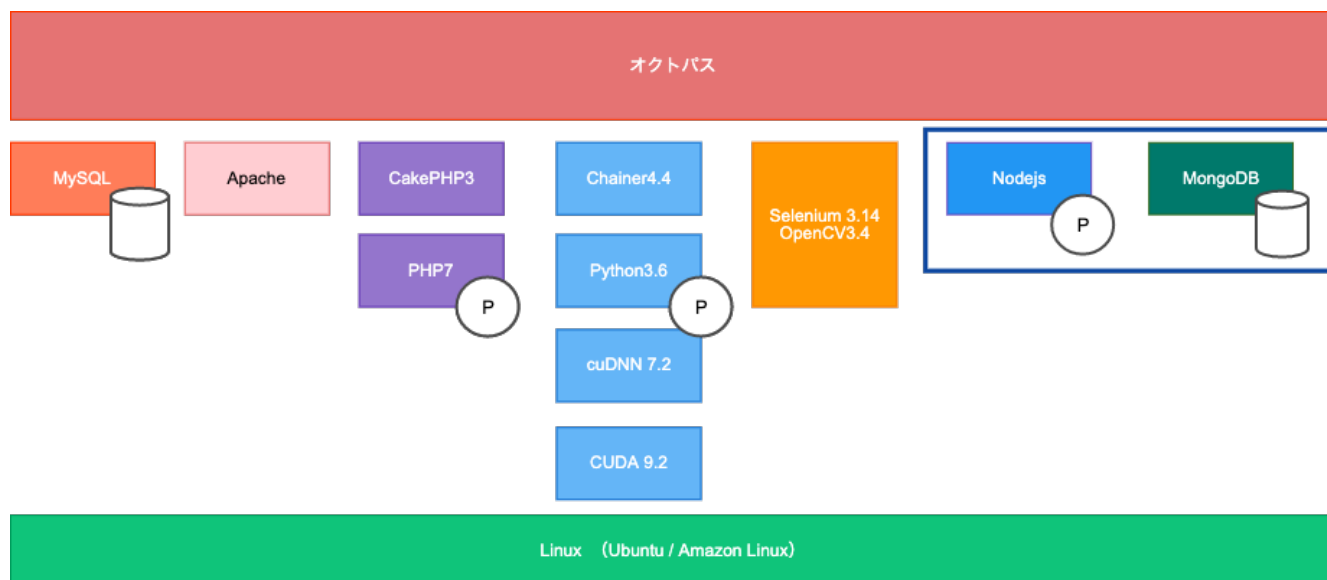 オクトパス
MySQL
Apache
CakePHP3
Chainer4.4
Selenium 3.14
OpenCV3.4
Nodejs
MongoDB
P
PHP7
P
Python3.6
P
cuDNN 7.2
CUDA 9.2
Linux （Ubuntu / Amazon Linux）